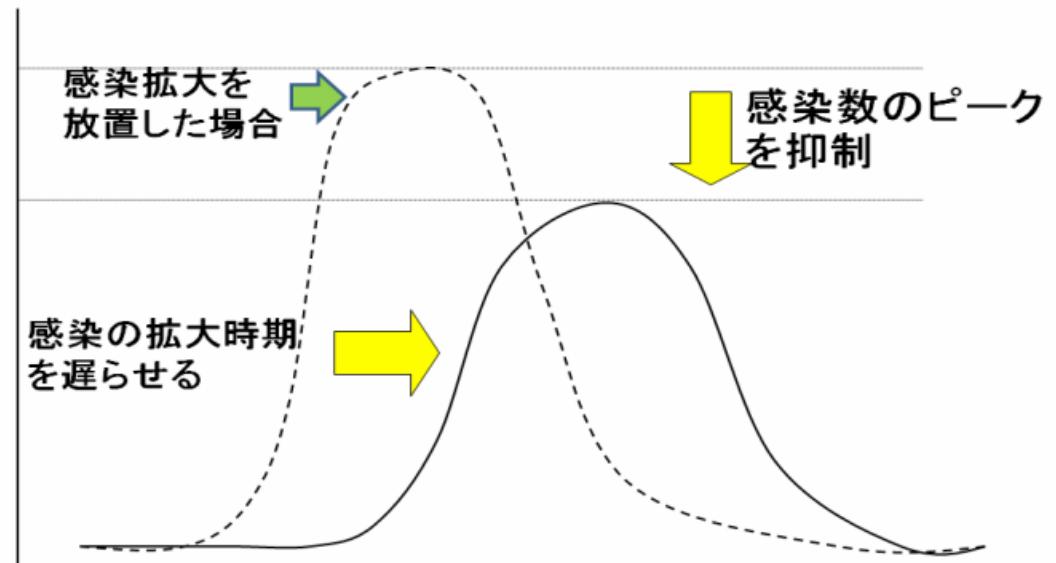 感染拡大を
放置した場合
感染数のピーク
を抑制
感染の拡大時期
を遅らせる